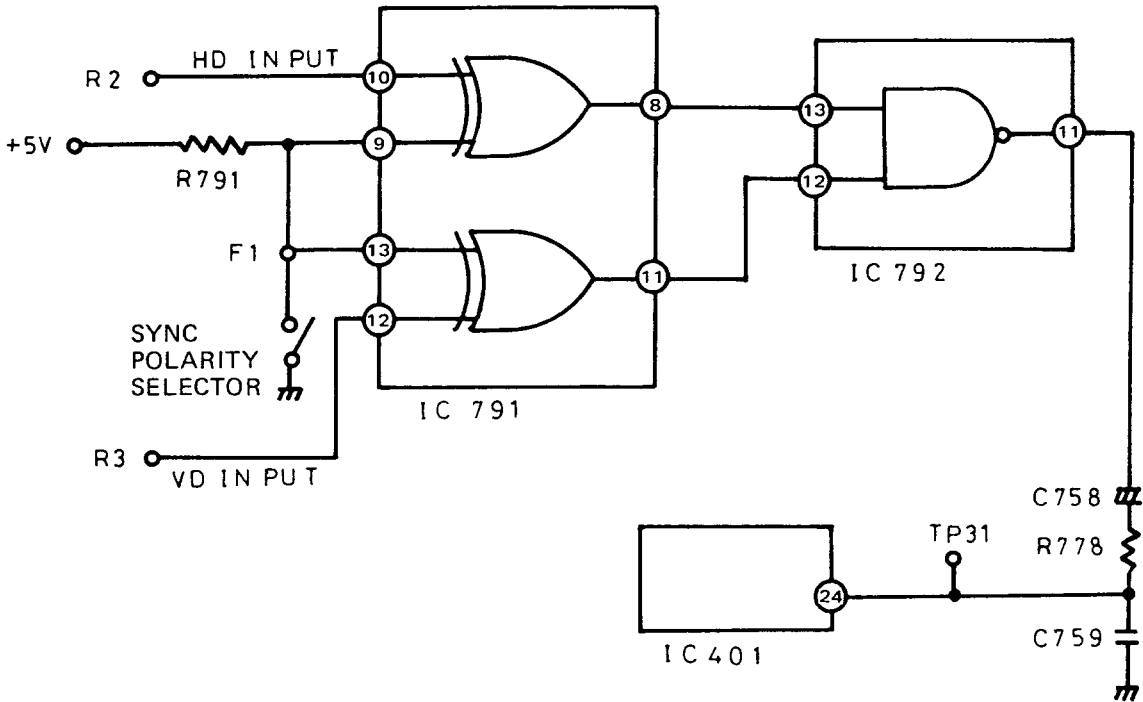 R2
HD INPUT
10
8
13
11
+5V
R791
9
12
F1
13
11
IC 792
SYNC
POLARITY
SELECTOR
12
IC 791
R3
VD INPUT
C758
TP31
R778
24
C759
IC401